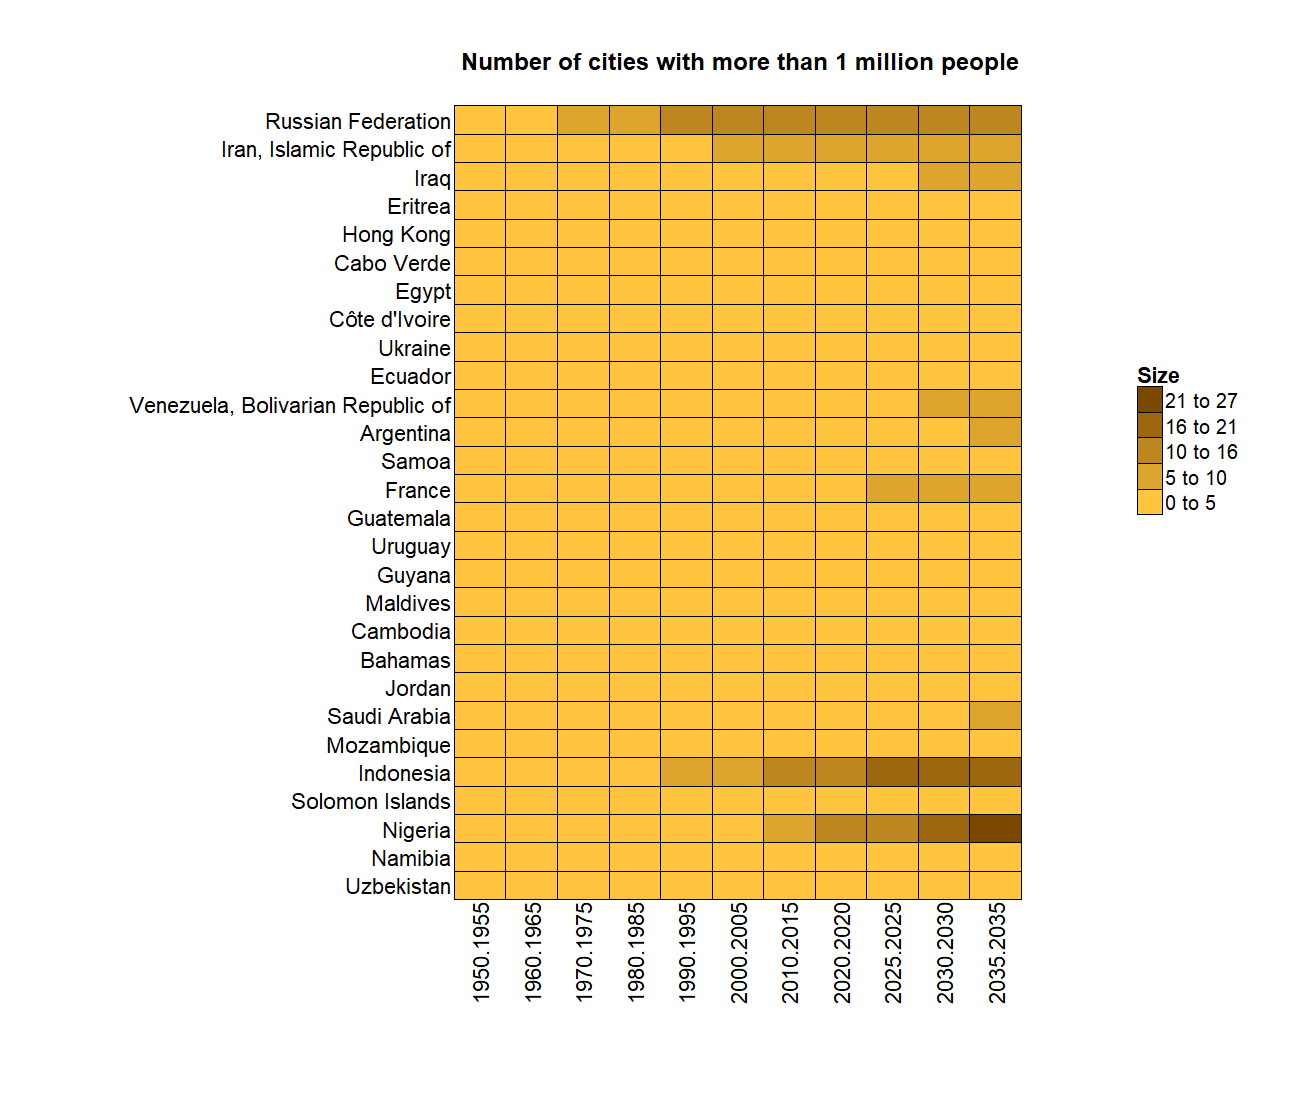 Number of cities with more than 1 million people
Russian Federation
Iran, Islamic Republic of
Iraq
Eritrea
Hong Kong
Cabo Verde
Egypt
Côte d'Ivoire
Ukraine
Ecuador
Venezuela, Bolivarian Republic of
Argentina
Samoa
France
Guatemala
Uruguay
Guyana
Maldives
Cambodia
Bahamas
Jordan
Saudi Arabia
Mozambique
Indonesia
Solomon Islands
Nigeria
Namibia
Uzbekistan
1950.1955
1960.1965
1970.1975
1980.1985
1990.1995
2000.2005
2010.2015
2020.2020
2025.2025
2030.2030
2035.2035
Size
21 to 27
16 to 21
10 to 16
5 to 10
0 to 5